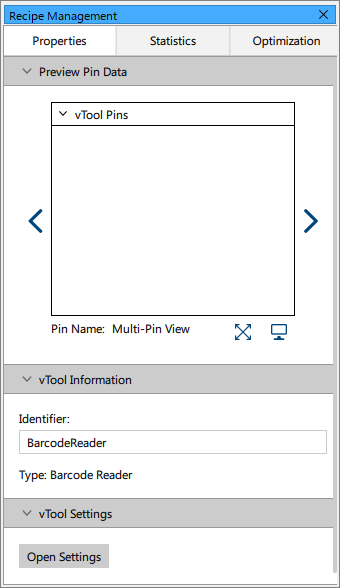 Recipe Management
Properties
Statistics
Optimization
Preview Pin Data
vTool Pins
Pin Name: Multi-Pin View
vTool Information
Identifier:
BarcodeReader
Type: Barcode Reader
vTool Settings
Open Settings